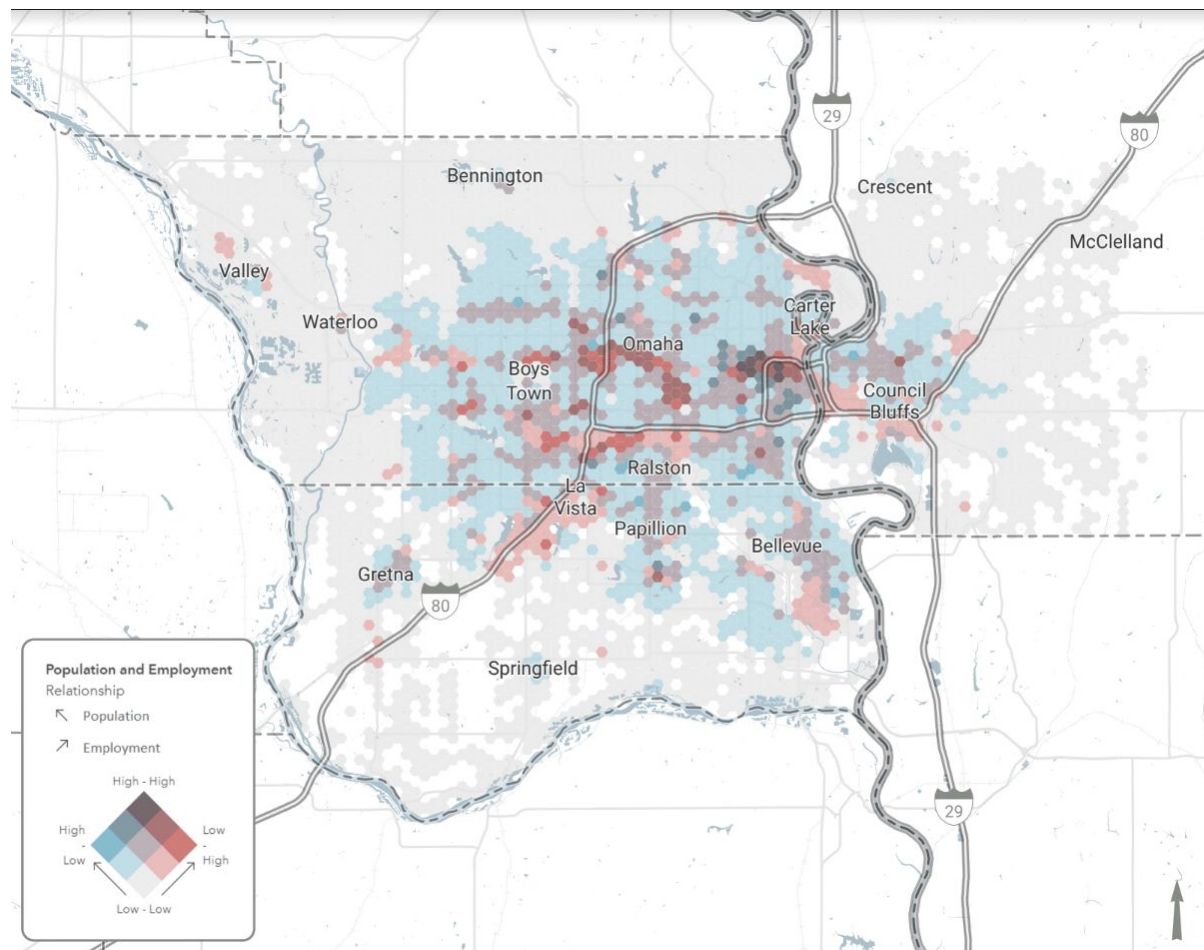 29
80
Bennington
Crescent
McClelland
Valley
Waterloo
Carter
Lake
Omaha
Boys
Town
Council
Bluffs
Ralston
La
Vista
Papillion
Bellevue
Gretna
80
Springfield
29
Population and Employment
Relationship
Population
Employment
High - High
High
-
Low
Low
-
High
Low - Low